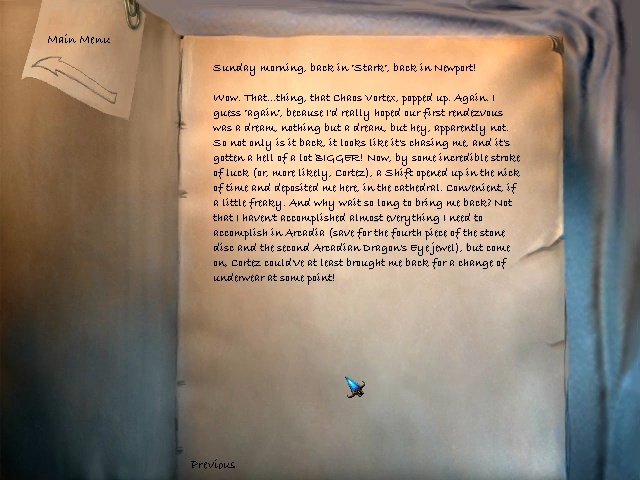 Main Menu
Sunday morning, back in "Stark", back in Newport!
Wow. That...thing, that Chaos Vortex, popped up. Again. I
guess "again", because I'd really hoped our first rendezvous
was a dream, nothing but a dream, but hey, apparently not.
So not only is it back, it looks like it's chasing me, and it's
gotten a hell of a lot BIGGER! Now, by some incredible stroke
of luck (or, more likely, Cortez), a Shift opened up in the nick
of time and deposited me here, in the cathedral. Convenient, if
a little freaky. And why wait so long to bring me back? Not
that I haven't accomplished almost everything I need to
accomplish in Arcadia (save for the fourth piece of the stone
disc and the second Arcadian Dragon's Eye jewel), but come
on, Cortez could've at least brought me back for a change of
underwear at some point!
Previous